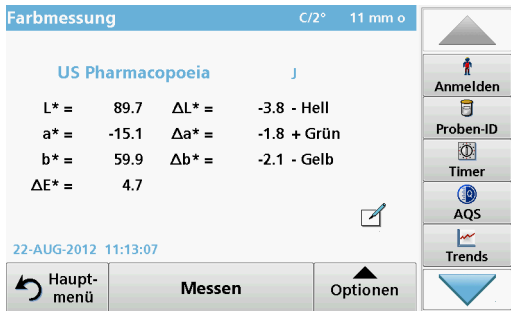 Farbmessung C/2° 11 mm o
US Pharmacopoeia J
L* = 89.7 ΔL* = -3.8 - Hell
a* = -15.1 Δa* = -1.8 + Grün
b* = 59.9 Δb* = -2.1 - Gelb
ΔE* = 4.7
22-AUG-2012 11:13:07
Haupt-
menü
Messen
Optionen
Anmelden
Proben-ID
Timer
AQS
Trends